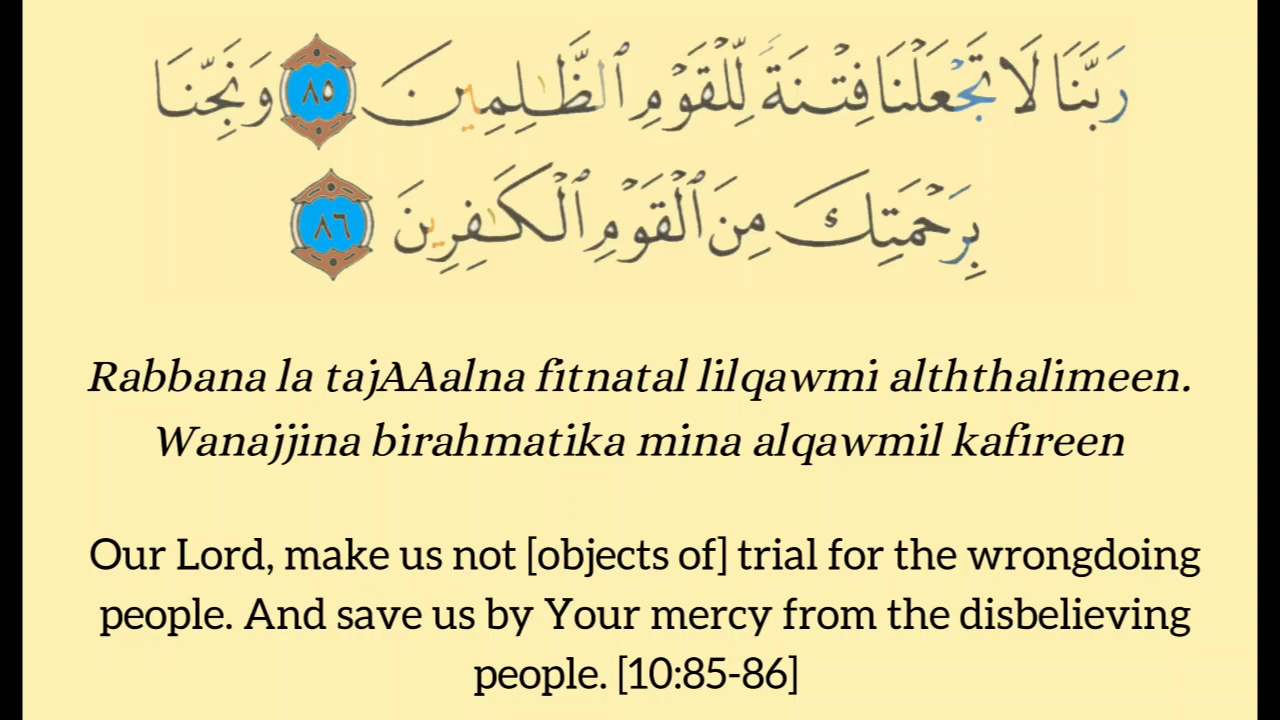 رَبَّنَا لَا تَجْعَلْنَا فِتْنَةً لِّلْقَوْمِ ٱلظَّٰلِمِينَ ٨٥ وَنَجِّنَا
بِرَحْمَتِكَ مِنَ ٱلْقَوْمِ ٱلْكَٰفِرِينَ ٨٦
Rabbana la tajAAalna fitnatal lilqawmi alththalimeen.
Wanajjina birahmatika mina alqawmil kafireen
Our Lord, make us not [objects of] trial for the wrongdoing
people. And save us by Your mercy from the disbelieving
people. [10:85-86]